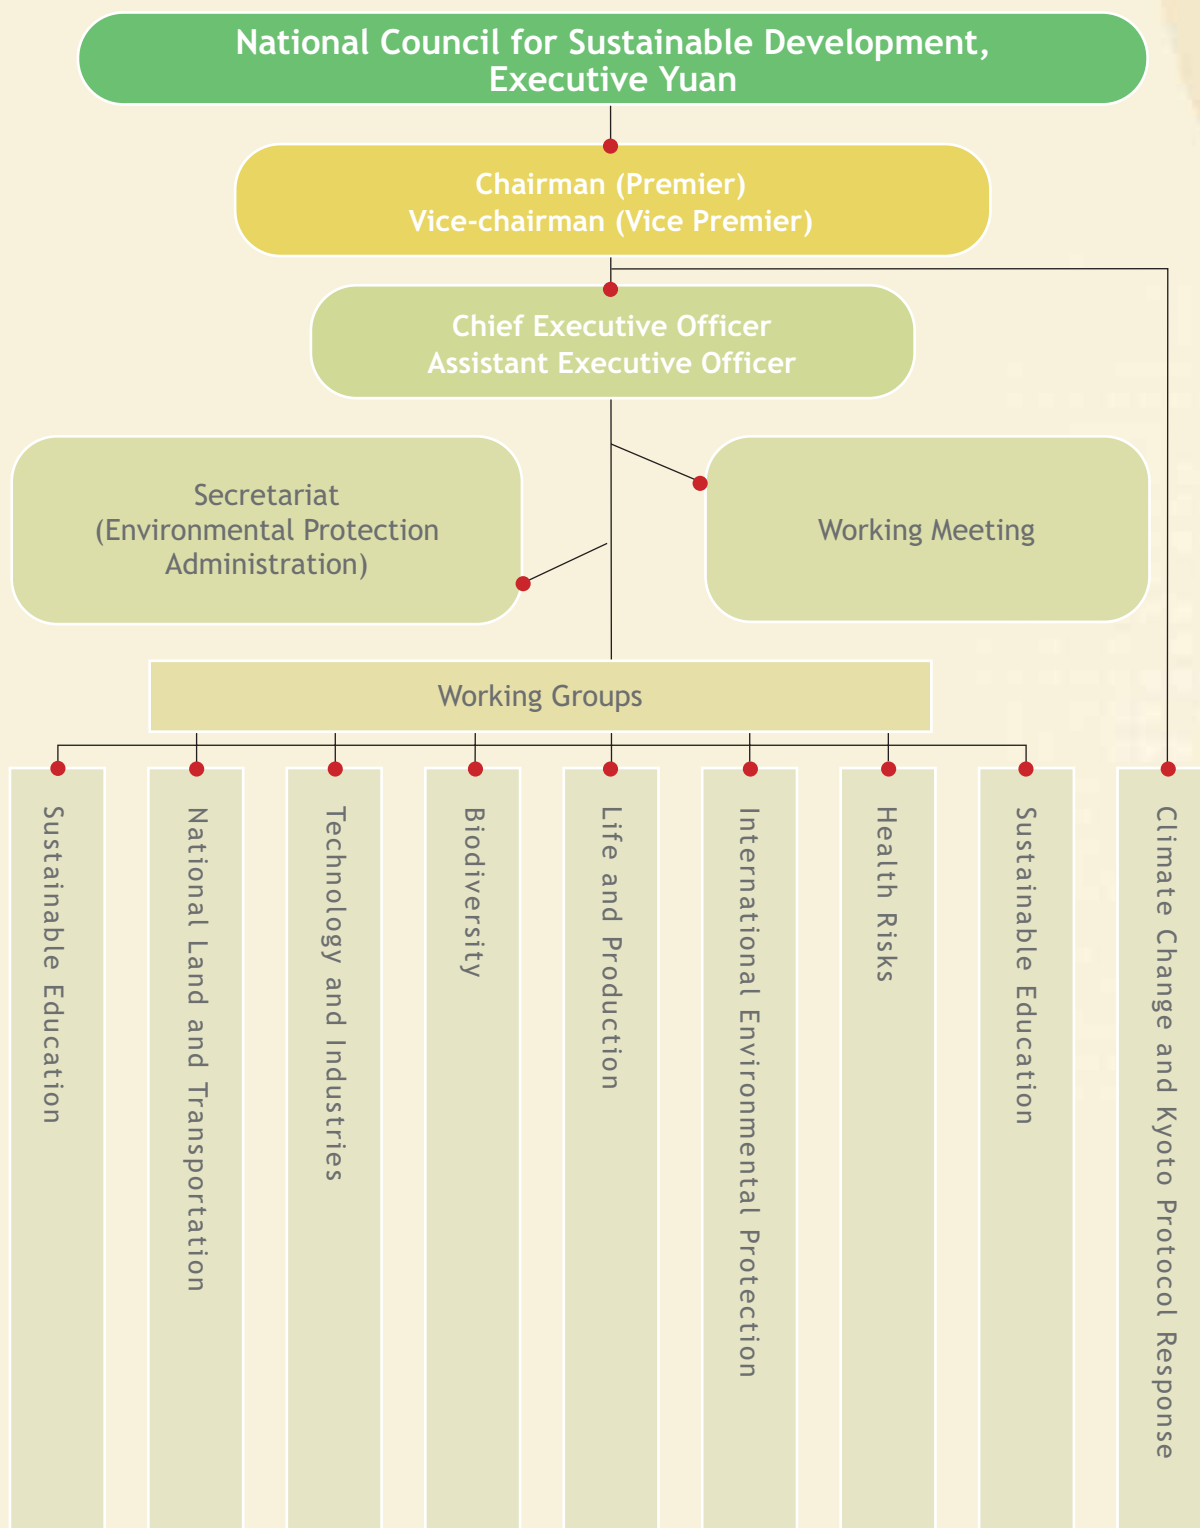 National Council for Sustainable Development,
Executive Yuan
Chairman (Premier)
Vice-chairman (Vice Premier)
Chief Executive Officer
Assistant Executive Officer
Secretariat
(Environmental Protection
Administration)
Working Meeting
Working Groups
Sustainable Education
National Land and Transportation
Technology and Industries
Biodiversity
Life and Production
International Environmental Protection
Health Risks
Sustainable Education
Climate Change and Kyoto Protocol Response